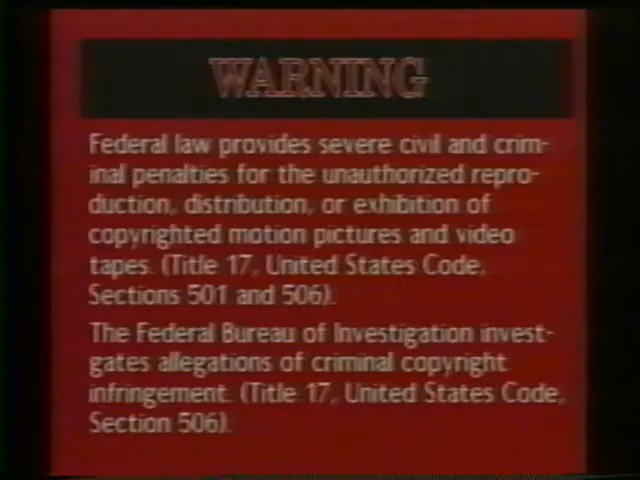 WARNING
Federal law provides severe civil and crim-
inal penalties for the unauthorized repro-
duction, distribution, or exhibition of
copyrighted motion pictures and video
tapes. (Title 17, United States Code,
Sections 501 and 506).
The Federal Bureau of Investigation invest-
gates allegations of criminal copyright
infringement. (Title 17, United States Code,
Section 506).